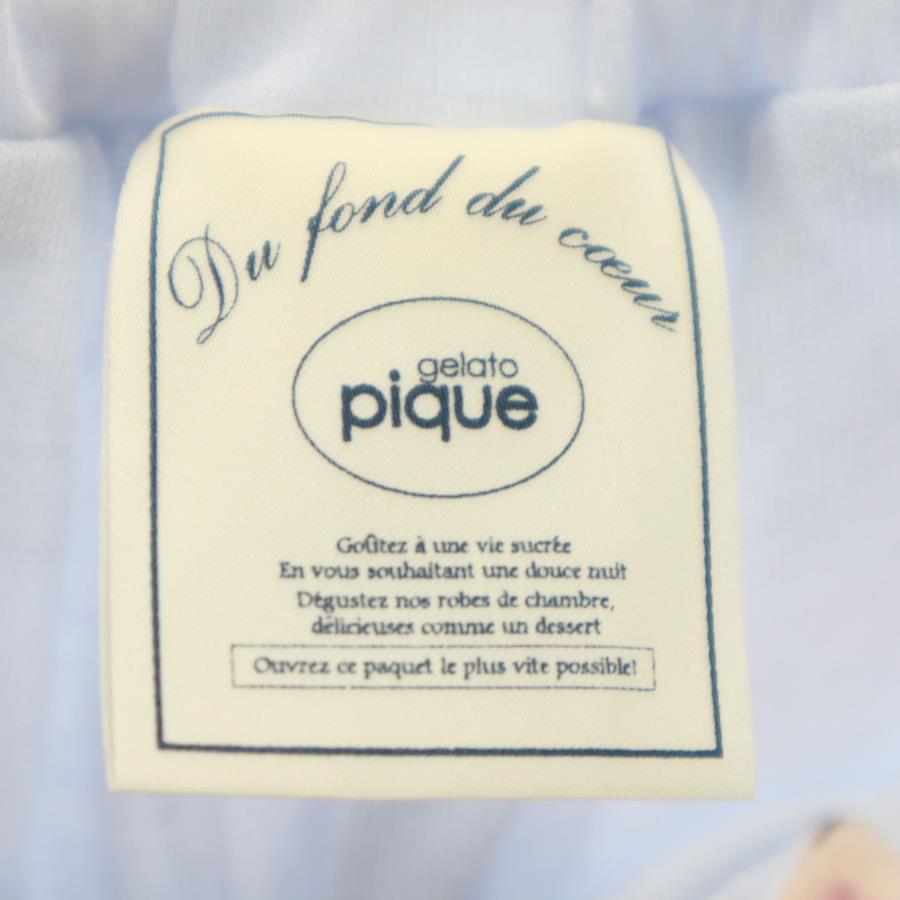 Du fond du cœur
gelato
pique
Goûtez à une vie sucrée
En vous souhaitant une douce nuit
Dégustez nos robes de chambre,
délicieuses comme un dessert
Ouvrez ce paquet le plus vite possible!